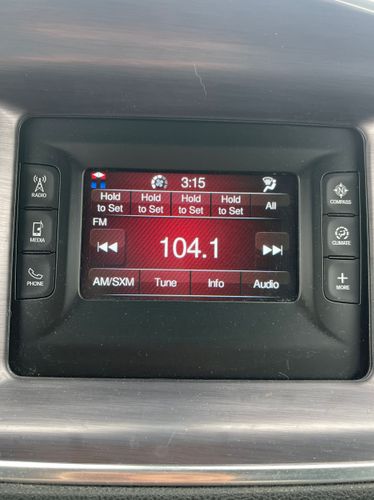 3:15
Hold to Set Hold to Set Hold to Set Hold to Set All
FM
104.1
AM/SXM Tune Info Audio
RADIO
MEDIA
PHONE
COMPASS
CLIMATE
MORE